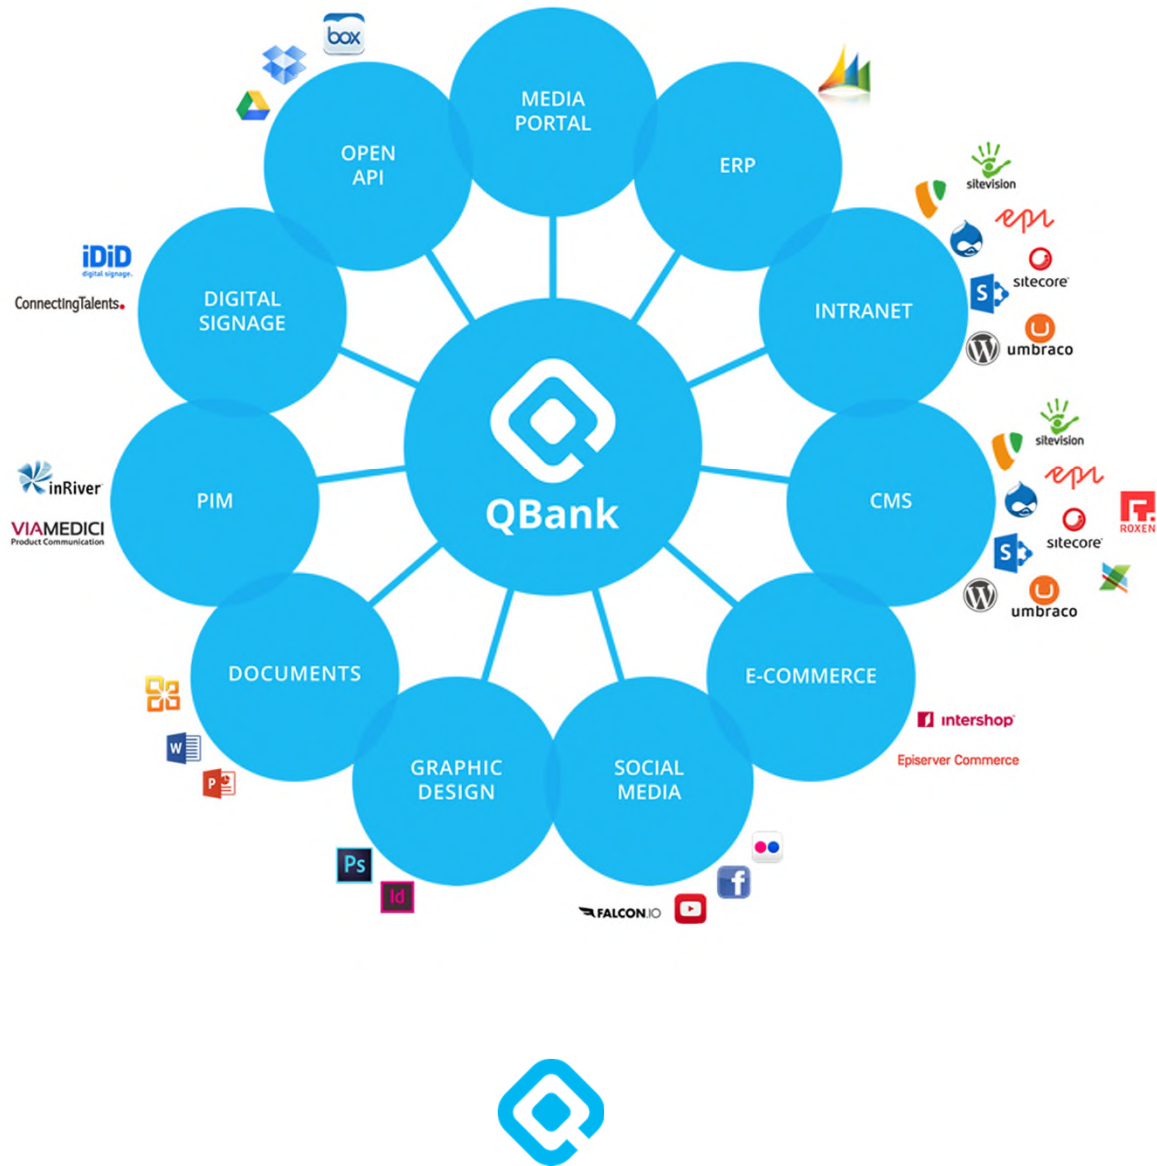 box
MEDIA
PORTAL
OPEN
API
ERP
sitevision
epi
sitecore
S
W
umbraco
INTRANET
iDiD
digital signage.
ConnectingTalents.
DIGITAL
SIGNAGE
QBank
inRiver
VIAMEDICI
Product Communication
PIM
CMS
sitevision
epi
sitecore
ROXEN
S
W
umbraco
DOCUMENTS
W
P
E-COMMERCE
intershop
Episerver Commerce
GRAPHIC
DESIGN
Ps
Id
SOCIAL
MEDIA
f
FALCON.IO